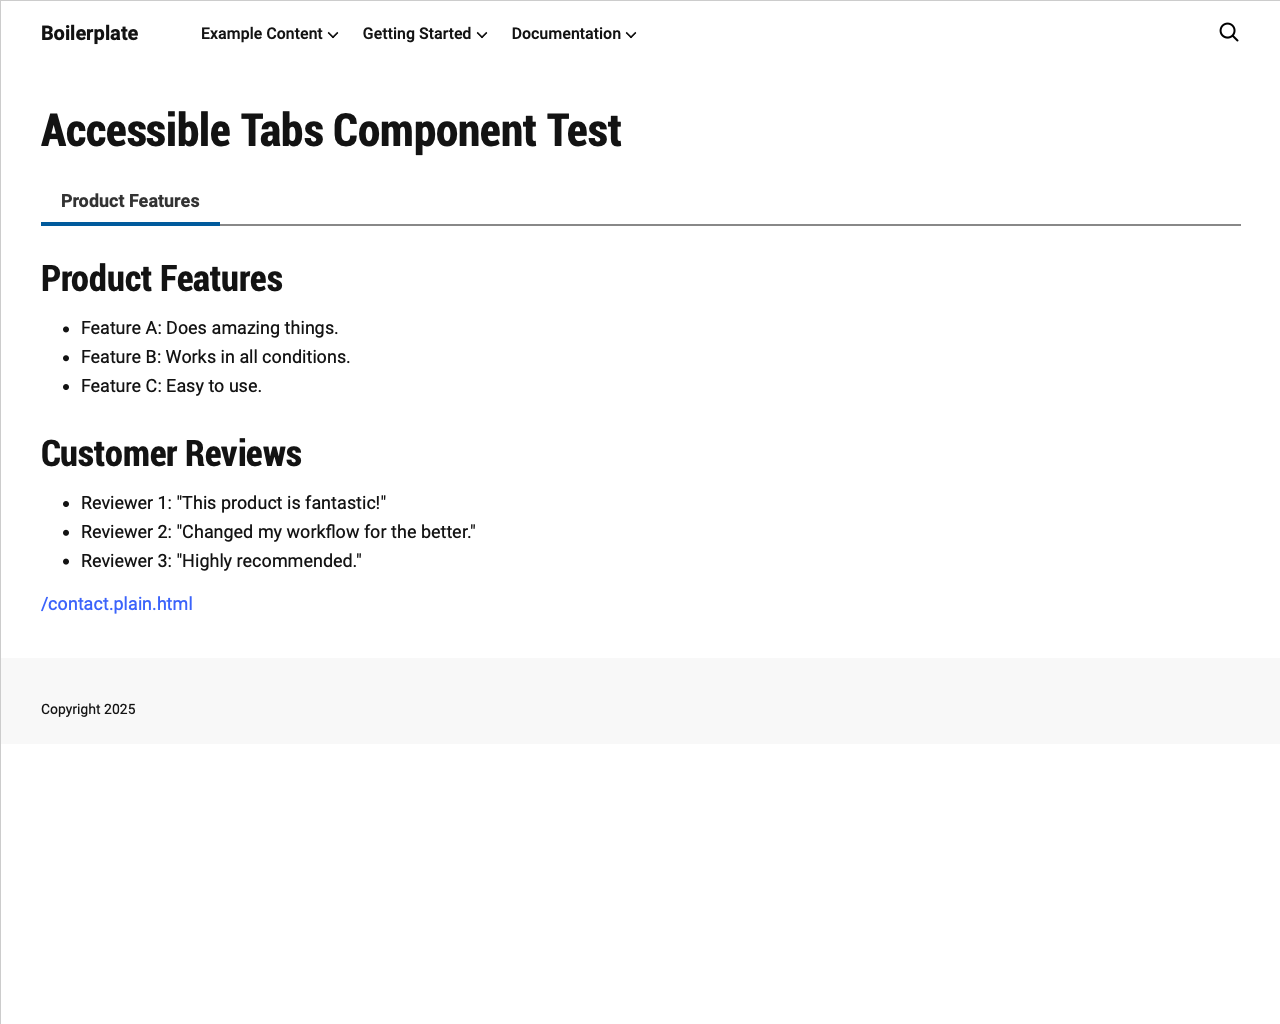 Boilerplate Example Content Getting Started Documentation
Accessible Tabs Component Test
Product Features
Product Features
Feature A: Does amazing things.
Feature B: Works in all conditions.
Feature C: Easy to use.
Customer Reviews
Reviewer 1: "This product is fantastic!"
Reviewer 2: "Changed my workflow for the better."
Reviewer 3: "Highly recommended."
/contact.plain.html
Copyright 2025